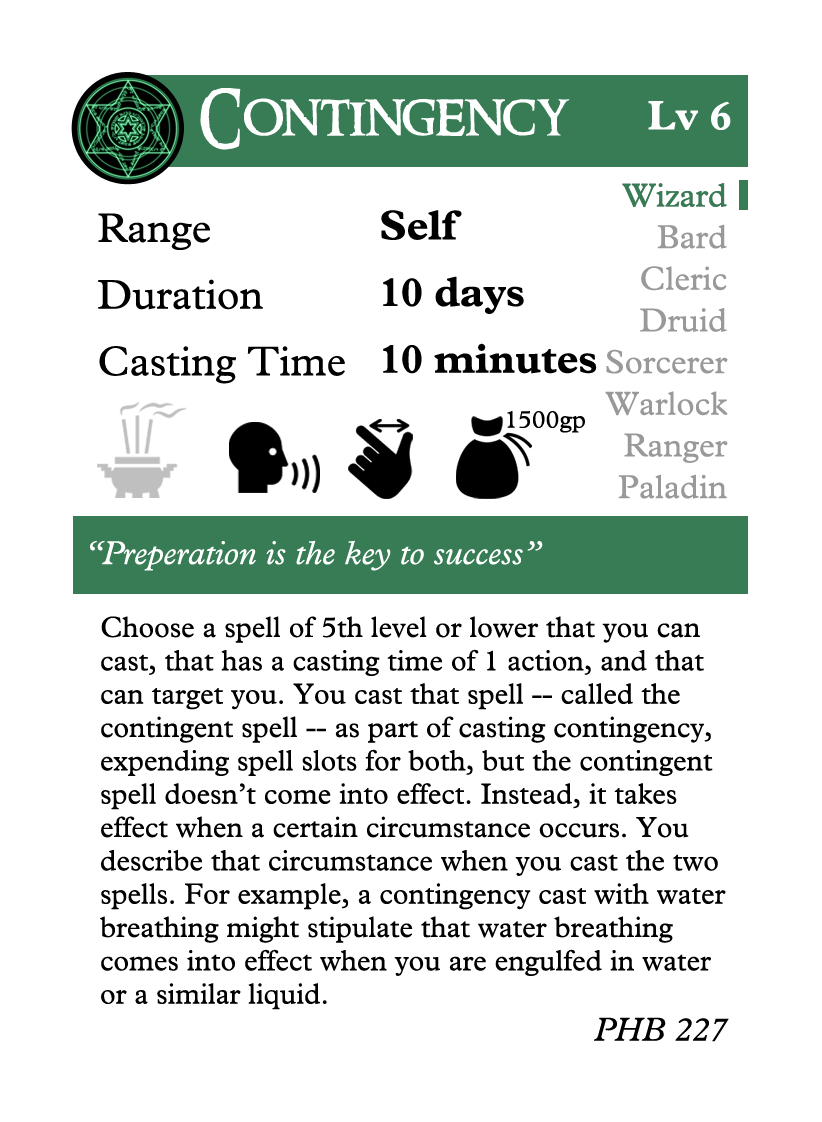 CONTINGENCY Lv 6
Wizard
Range Self
Bard
Cleric
Duration 10 days
Druid
Casting Time 10 minutes Sorcerer
Warlock
1500gp
Ranger
Paladin
“Preperation is the key to success”
Choose a spell of 5th level or lower that you can
cast, that has a casting time of 1 action, and that
can target you. You cast that spell -- called the
contingent spell -- as part of casting contingency,
expending spell slots for both, but the contingent
spell doesn’t come into effect. Instead, it takes
effect when a certain circumstance occurs. You
describe that circumstance when you cast the two
spells. For example, a contingency cast with water
breathing might stipulate that water breathing
comes into effect when you are engulfed in water
or a similar liquid.
PHB 227